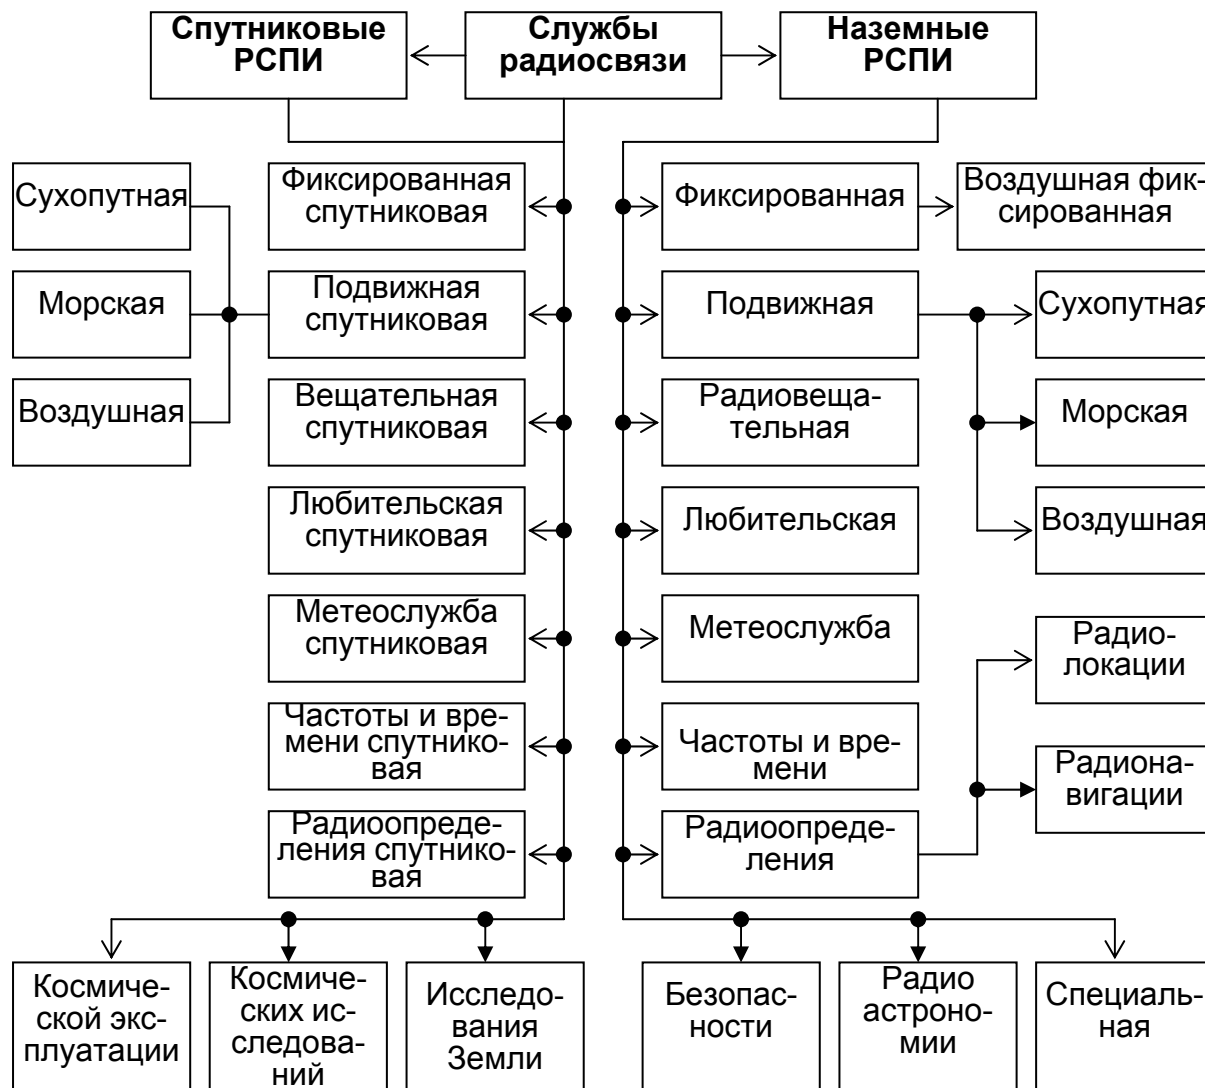 Спутниковые
РСПИ
Службы
радиосвязи
Наземные
РСПИ
Сухопутная
Фиксированная
спутниковая
Фиксированная
Воздушная фик-
сированная
Морская
Подвижная
спутниковая
Подвижная
Сухопутная
Воздушная
Вещательная
спутниковая
Радиовеща-
тельная
Морская
Любительская
спутниковая
Любительская
Воздушная
Метеослужба
спутниковая
Метеослужба
Радио-
локации
Частоты и вре-
мени спутнико-
вая
Частоты и вре-
мени
Радиона-
вигации
Радиоопреде-
ления спутнико-
вая
Радиоопреде-
ления
Космиче-
ской экс-
плуатации
Космиче-
ских ис-
следова-
ний
Исследо-
вания
Земли
Безопас-
ности
Радио
астроно-
мии
Специаль-
ная